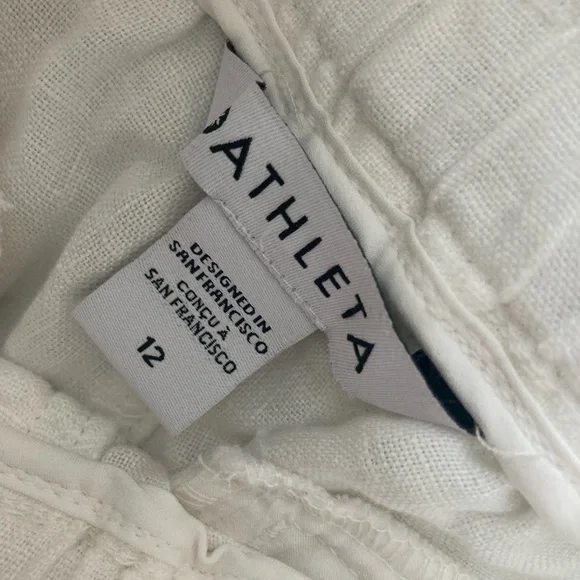 ATHLETA
DESIGNED IN
SAN FRANCISCO
CONÇU À
SAN FRANCISCO
12